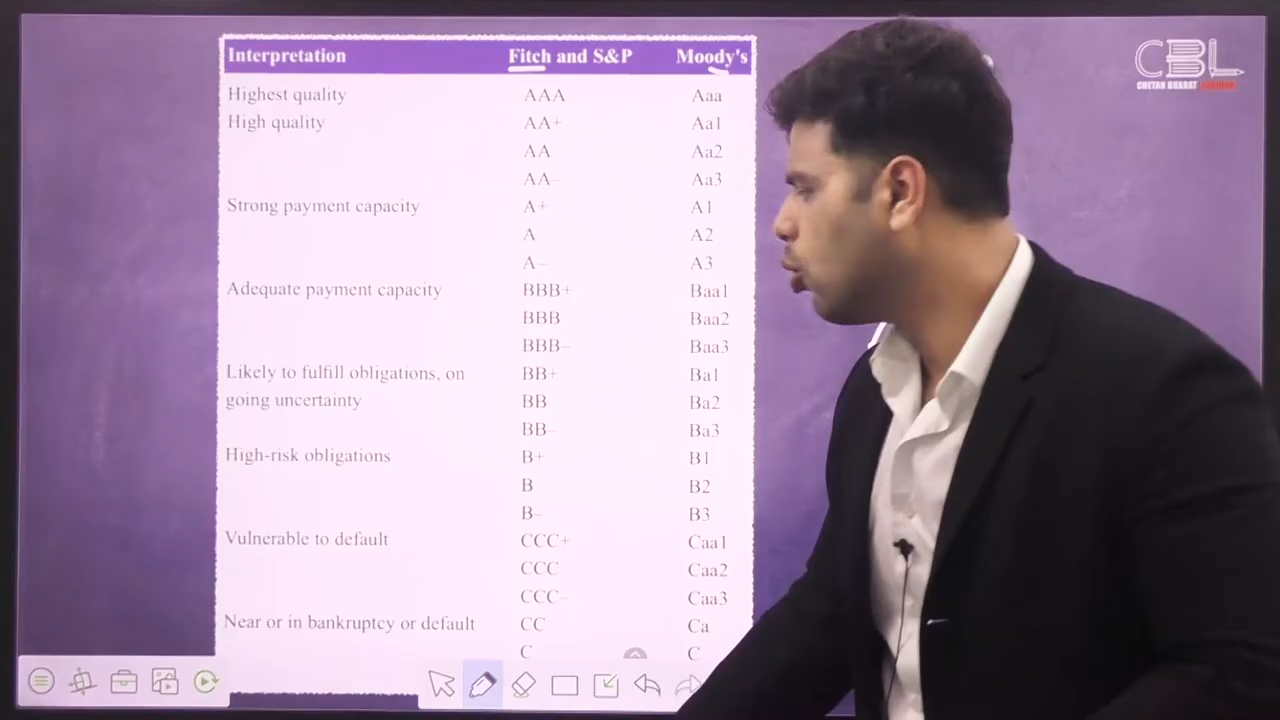 Interpretation Fitch and S&P Moody's
Highest quality AAA Aaa
High quality AA+ Aa1
AA Aa2
AA- Aa3
Strong payment capacity A+ A1
A A2
A- A3
Adequate payment capacity BBB+ Baa1
BBB Baa2
BBB- Baa3
Likely to fulfill obligations, on BB+ Ba1
going uncertainty BB Ba2
BB- Ba3
High-risk obligations B+ B1
B B2
B- B3
Vulnerable to default CCC+ Caa1
CCC Caa2
CCC- Caa3
Near or in bankruptcy or default CC Ca
C C
CBL
CHETAN BHARAT LEARNING